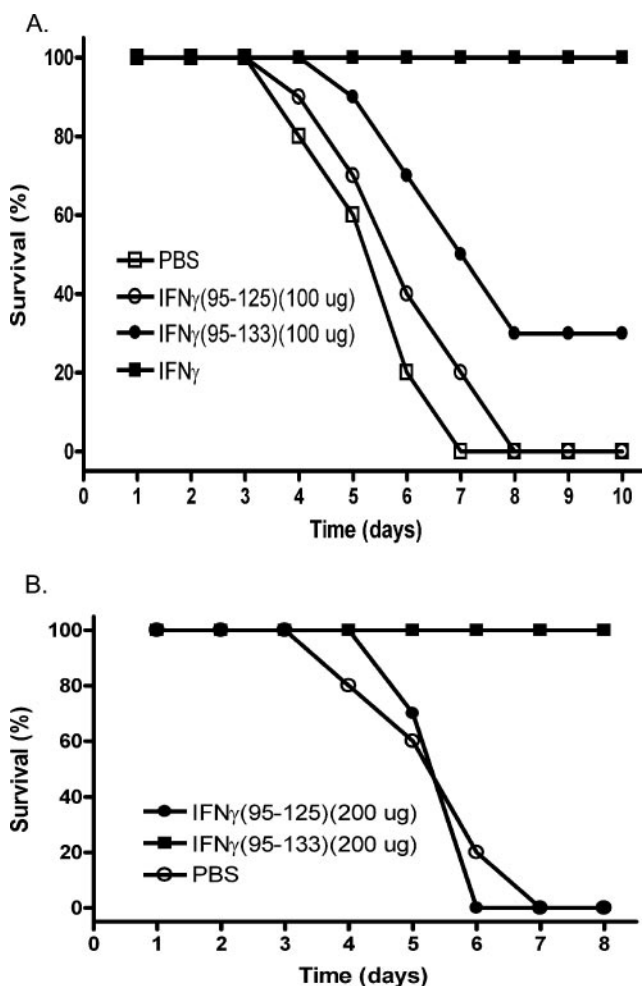 A.
Survival (%)
100
80
60
40
20
0
PBS
IFNγ(95-125)(100 ug)
IFNγ(95-133)(100 ug)
IFNγ
0 1 2 3 4 5 6 7 8 9 10
Time (days)
B.
Survival (%)
100
80
60
40
20
0
IFNγ(95-125)(200 ug)
IFNγ(95-133)(200 ug)
PBS
0 1 2 3 4 5 6 7 8
Time (days)